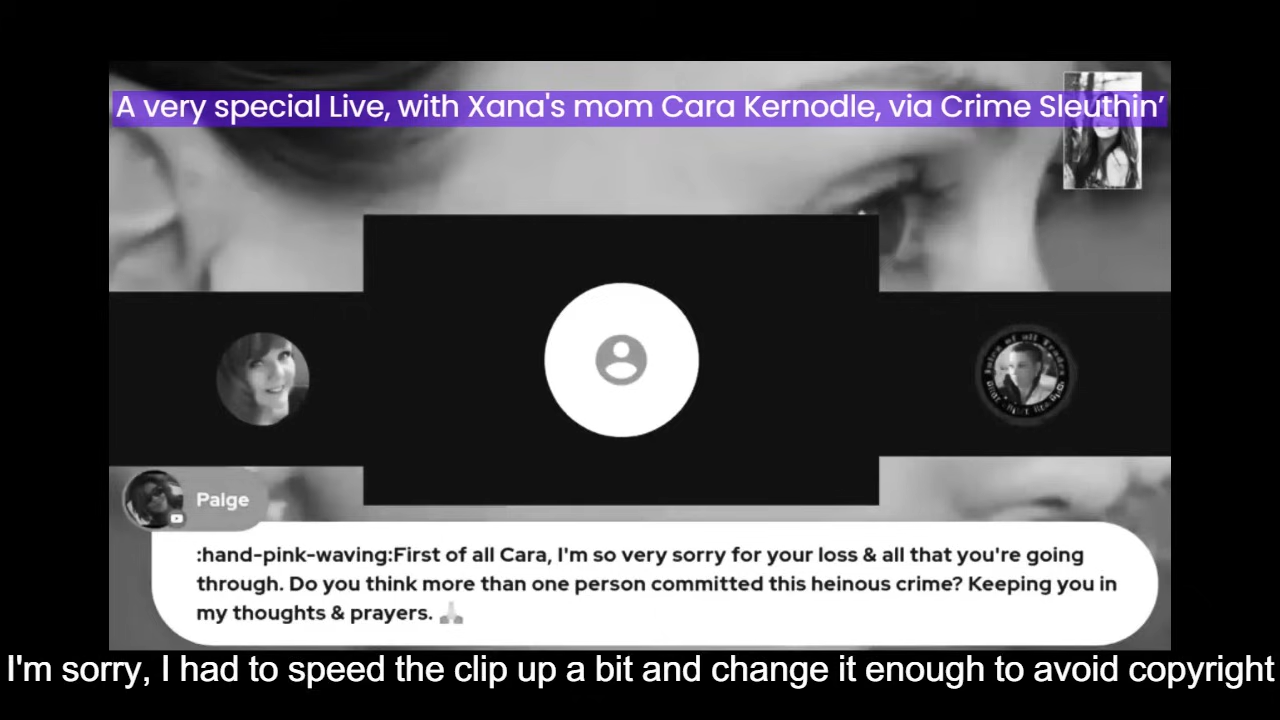 A very special Live, with Xana's mom Cara Kernodle, via Crime Sleuthin’
Paige
:hand-pink-waving:First of all Cara, I'm so very sorry for your loss & all that you're going
through. Do you think more than one person committed this heinous crime? Keeping you in
my thoughts & prayers. 🙏
I'm sorry, I had to speed the clip up a bit and change it enough to avoid copyright